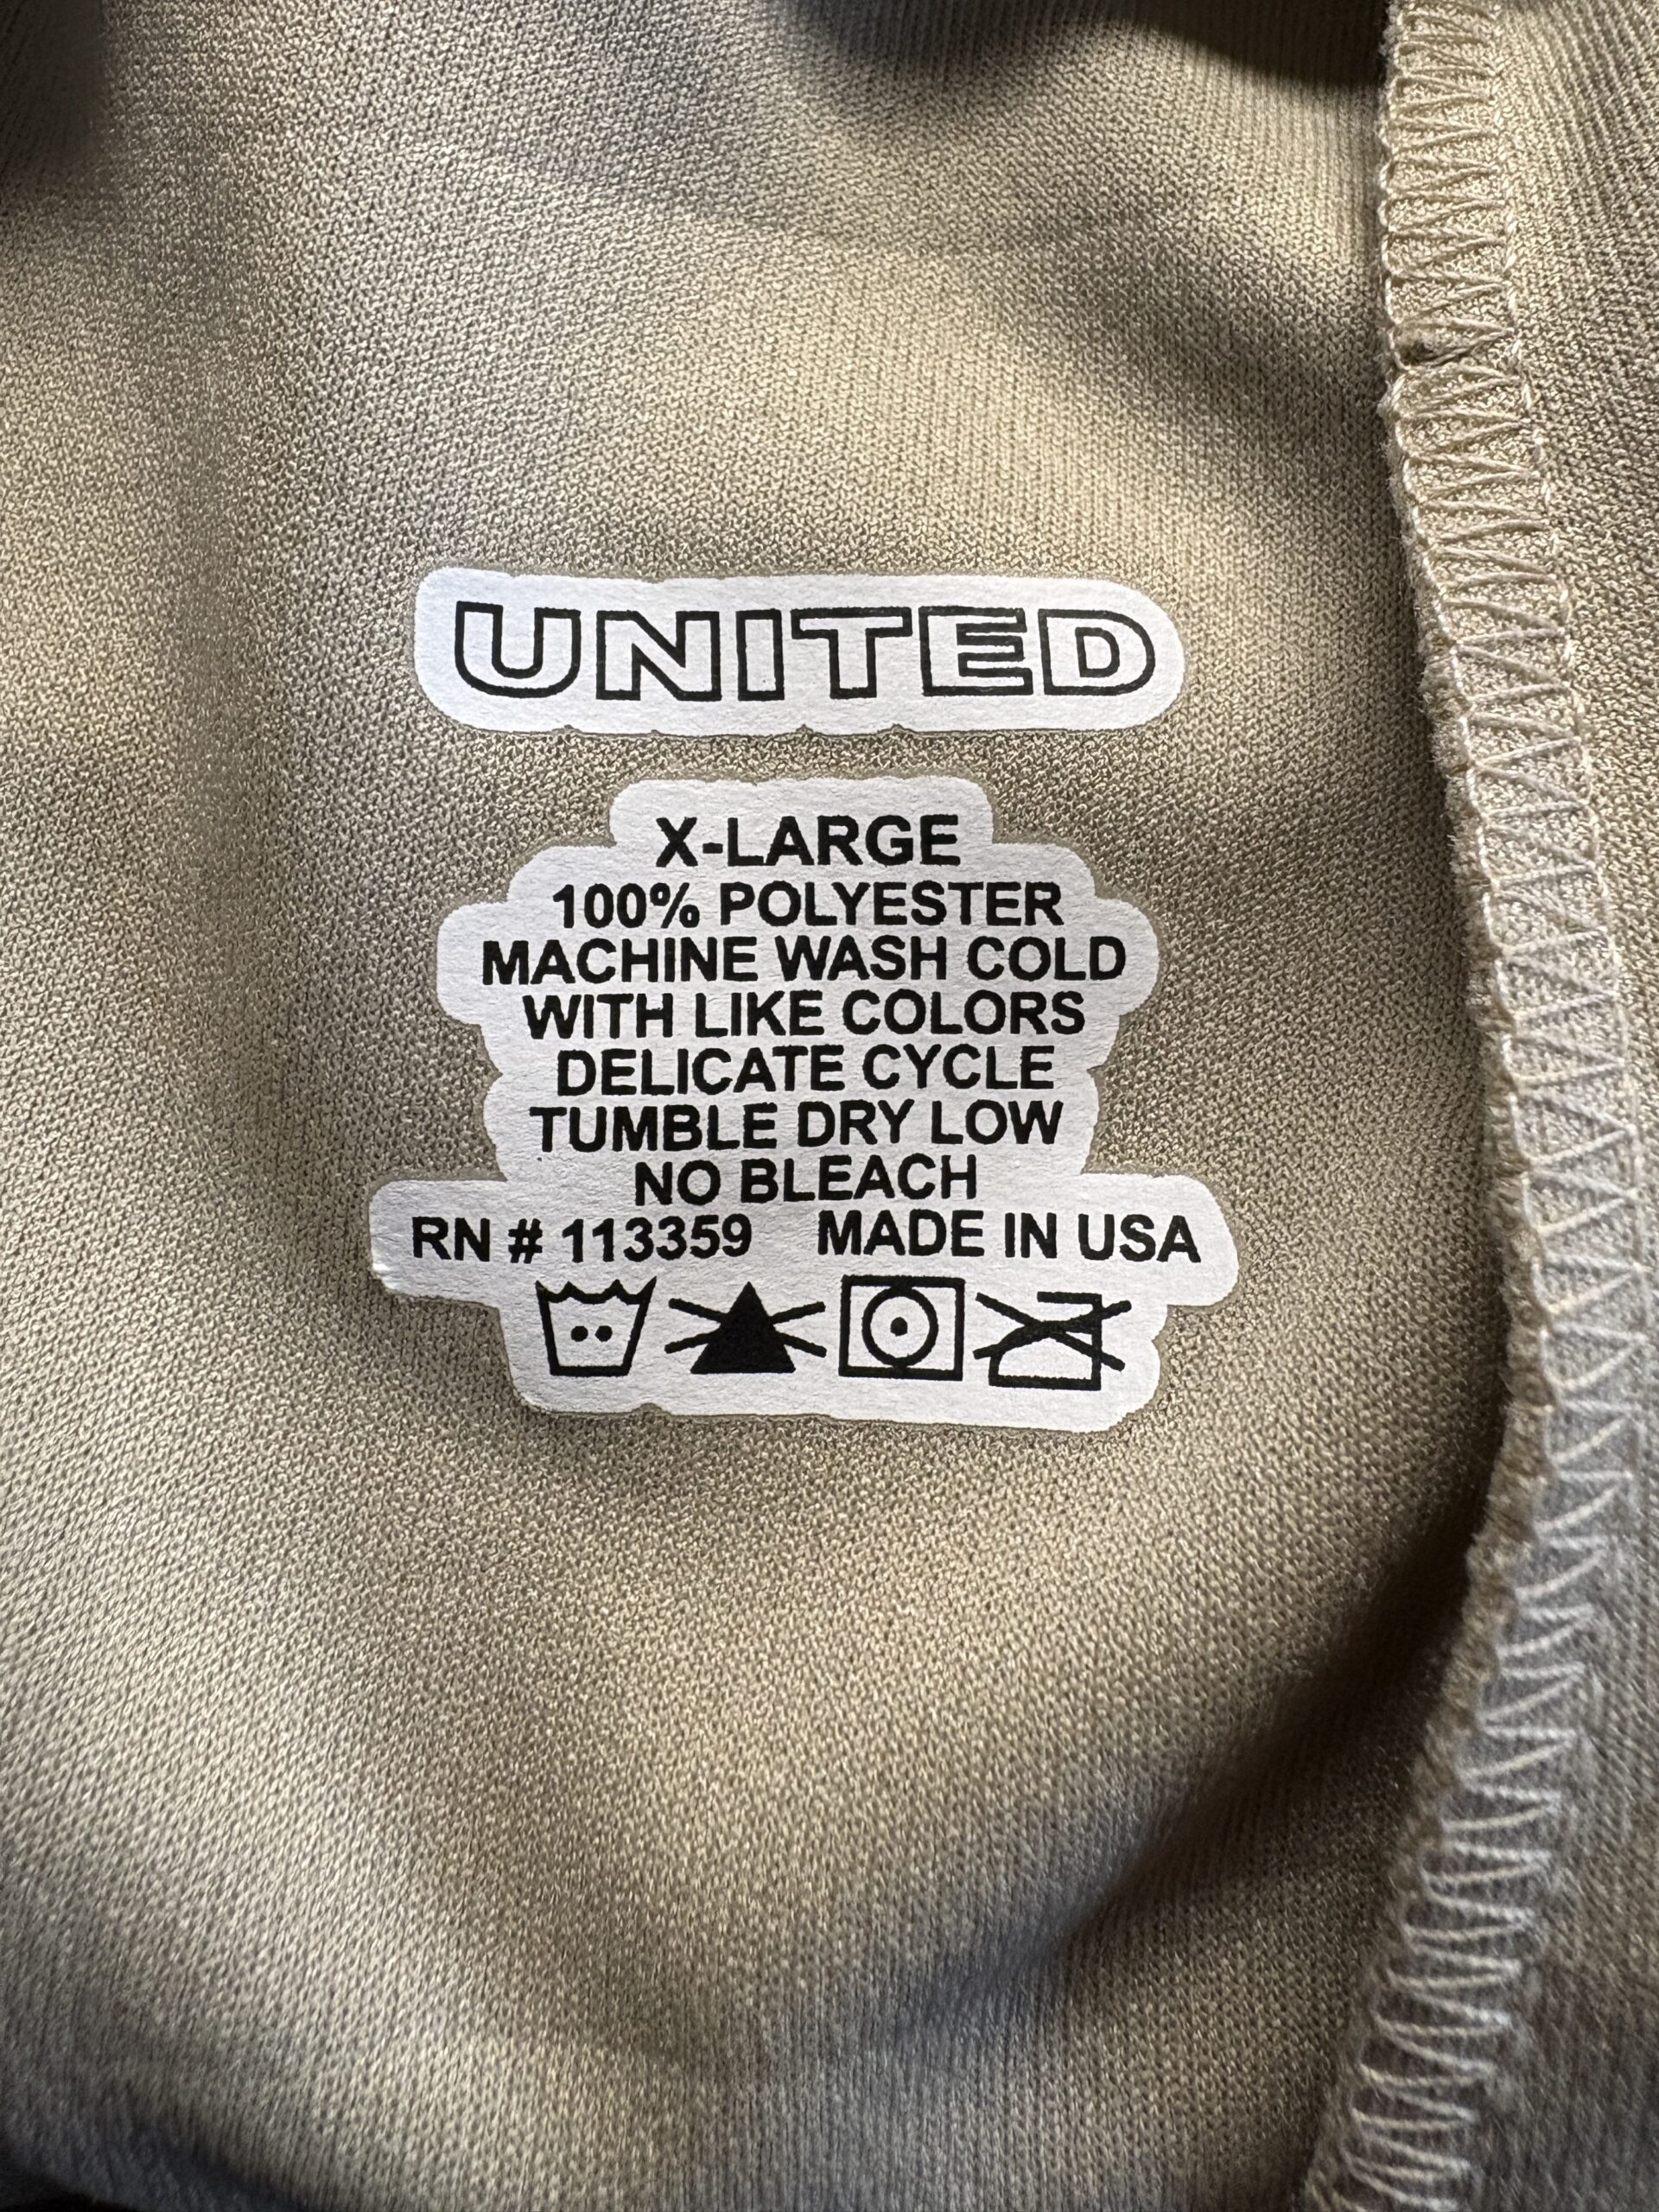 UNITED
X-LARGE
100% POLYESTER
MACHINE WASH COLD
WITH LIKE COLORS
DELICATE CYCLE
TUMBLE DRY LOW
NO BLEACH
RN # 113359 MADE IN USA